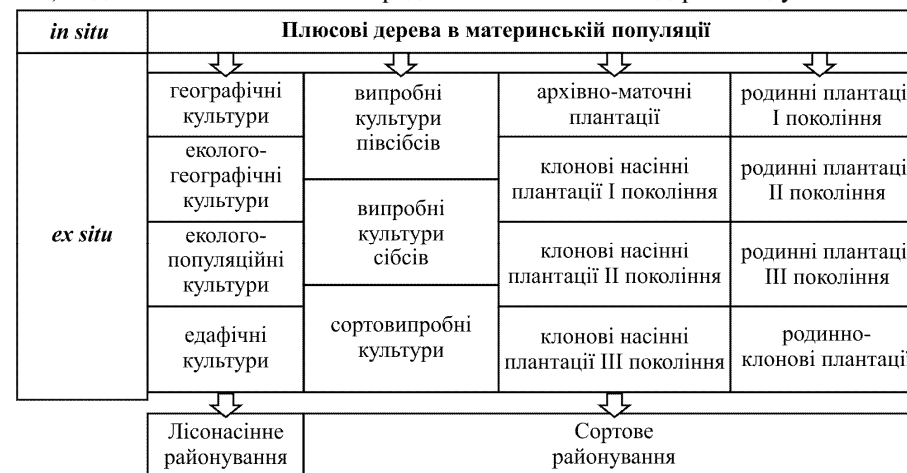 in situ
Плюсові дерева в материнській популяції
ex situ
географічні
культури
еколого-
географічні
культури
еколого-
популяційні
культури
едафічні
культури
випробні
культури
півсібсів
випробні
культури
сібсів
сортовипробні
культури
архівно-маточні
плантації
клонові насінні
плантації І покоління
клонові насінні
плантації ІІ покоління
клонові насінні
плантації ІІІ покоління
родинні плантаці
І покоління
родинні плантаці
ІІ покоління
родинні плантаці
ІІІ покоління
родинно-
клонові плантації
Лісонасінне
районування
Сортове
районування